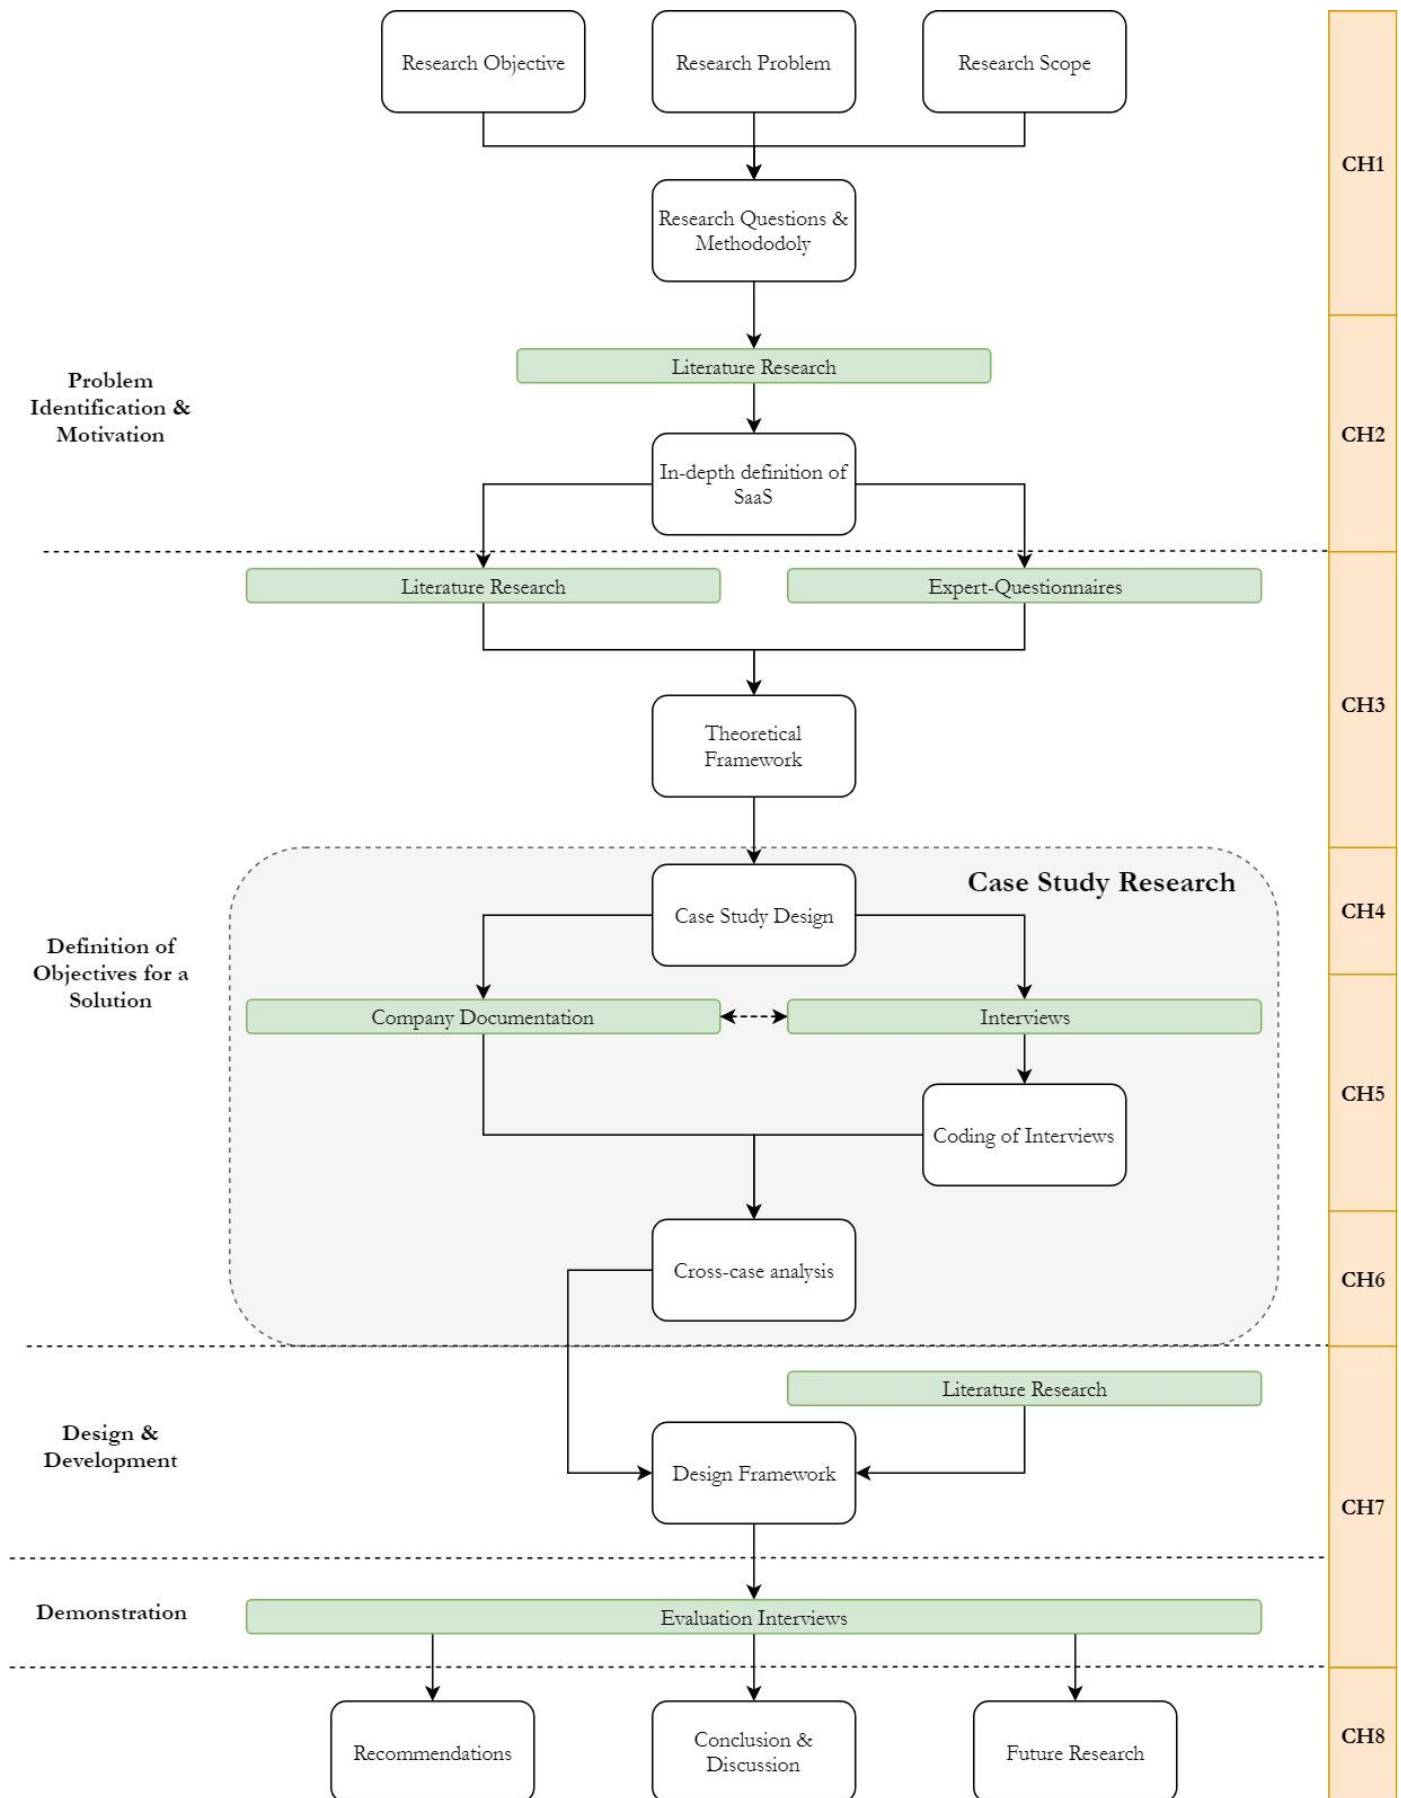 Research Objective
Research Problem
Research Scope
CH1
Research Questions &
Methododoly
Literature Research
Problem
Identification &
Motivation
CH2
In-depth definition of
SaaS
Literature Research
Expert-Questionnaires
CH3
Theoretical
Framework
Case Study Research
Case Study Design
CH4
Definition of
Objectives for a
Solution
Company Documentation
Interviews
CH5
Coding of Interviews
Cross-case analysis
CH6
Literature Research
Design &
Development
Design Framework
CH7
Demonstration
Evaluation Interviews
Recommendations
Conclusion &
Discussion
Future Research
CH8